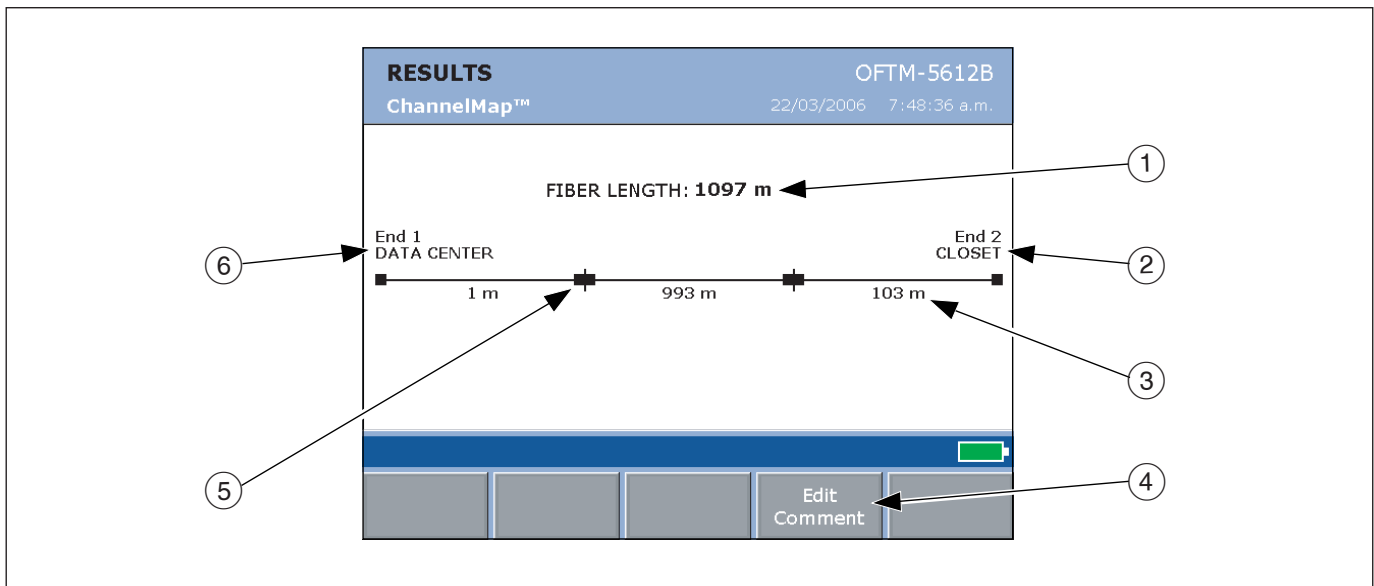 RESULTS OFTM-5612B
ChannelMap™ 22/03/2006 7:48:36 a.m.
1
FIBER LENGTH: 1097 m
End 1 End 2
6 DATA CENTER CLOSET 2
1 m 993 m 103 m
3
5 4
Edit
Comment